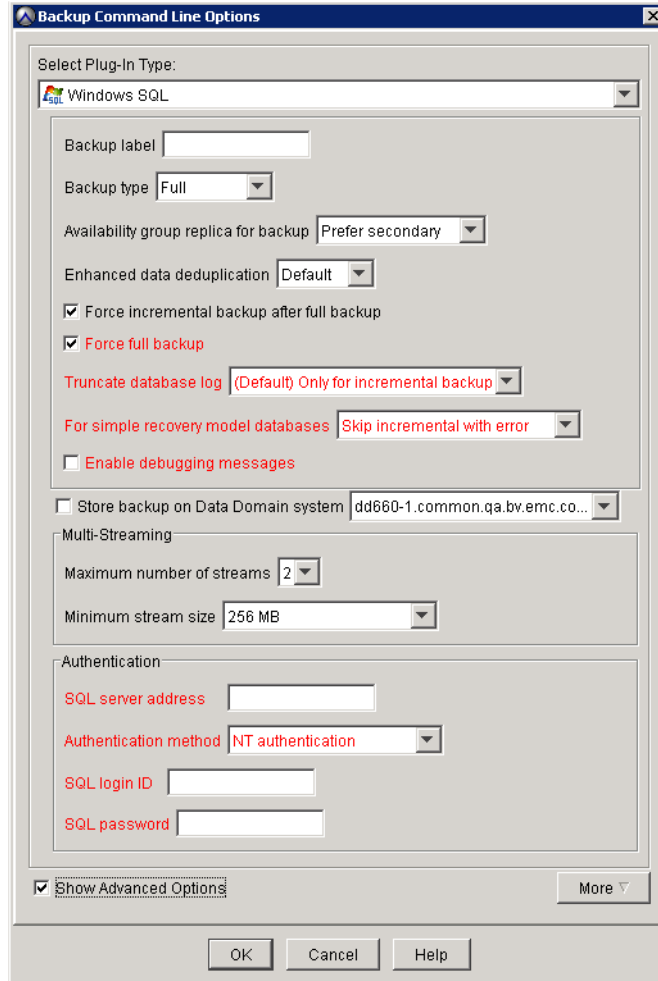 Backup Command Line Options
Select Plug-In Type:
SQL Windows SQL
Backup label
Backup type Full
Availability group replica for backup Prefer secondary
Enhanced data deduplication Default
Force incremental backup after full backup
Force full backup
Truncate database log (Default) Only for incremental backup
For simple recovery model databases Skip incremental with error
Enable debugging messages
Store backup on Data Domain system dd660-1.common.qa.bv.emc.co...
Multi-Streaming
Maximum number of streams 2
Minimum stream size 256 MB
Authentication
SQL server address
Authentication method NT authentication
SQL login ID
SQL password
Show Advanced Options More
OK Cancel Help